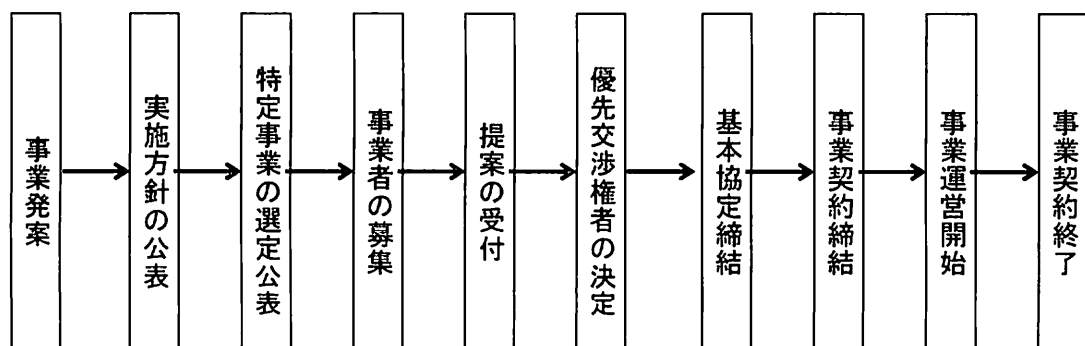 事業発案
実施方針の公表
特定事業の選定公表
事業者の募集
提案の受付
優先交渉権者の決定
基本協定締結
事業契約締結
事業運営開始
事業契約終了